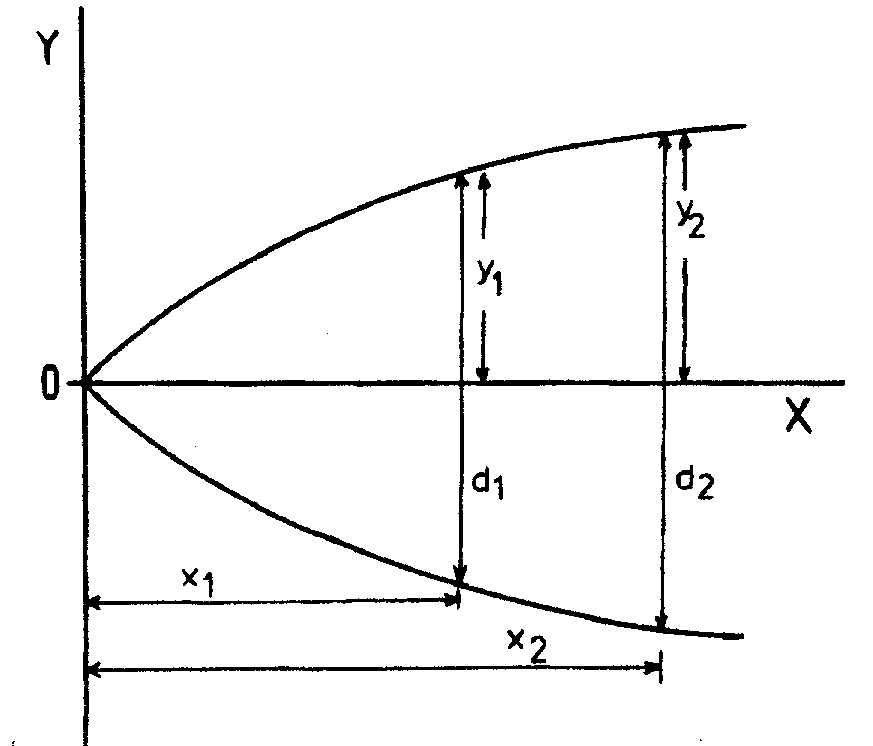 Y
y₂
y₁
0
X
d₁
d₂
x₁
x₂